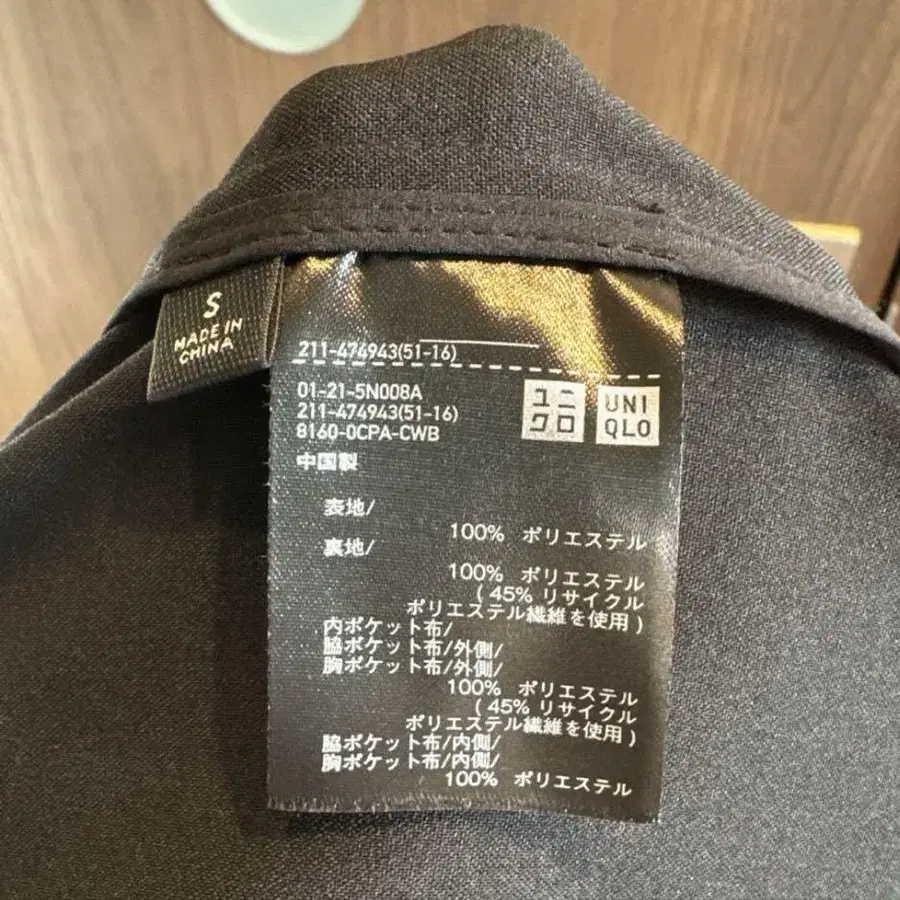 S
MADE IN
CHINA
211-474943(51-16)
01-21-5N008A
211-474943(51-16)
8160-0CPA-CWB
ユニ
クロ
UNI
QLO
中国製
表地/
100% ポリエステル
裏地/
100% ポリエステル
( 45% リサイクル
ポリエステル繊維を使用 )
内ポケット布/
脇ポケット布/外側/
胸ポケット布/外側/
100% ポリエステル
( 45% リサイクル
ポリエステル繊維を使用 )
脇ポケット布/内側/
胸ポケット布/内側/
100% ポリエステル